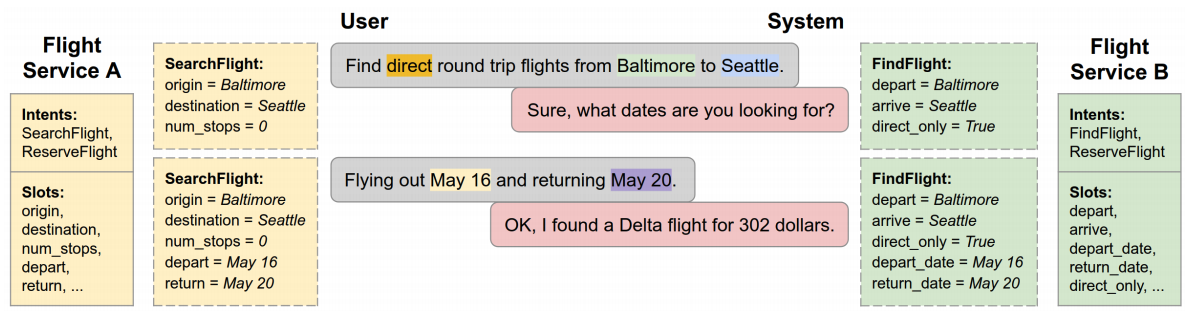 User
System
Flight
Service A
Intents:
SearchFlight,
ReserveFlight
Slots:
origin,
destination,
num_stops,
depart,
return, ...
SearchFlight:
origin = Baltimore
destination = Seattle
num_stops = 0
SearchFlight:
origin = Baltimore
destination = Seattle
num_stops = 0
depart = May 16
return = May 20
Find direct round trip flights from Baltimore to Seattle.
Sure, what dates are you looking for?
Flying out May 16 and returning May 20.
OK, I found a Delta flight for 302 dollars.
FindFlight:
depart = Baltimore
arrive = Seattle
direct_only = True
FindFlight:
depart = Baltimore
arrive = Seattle
direct_only = True
depart_date = May 16
return_date = May 20
Flight
Service B
Intents:
FindFlight,
ReserveFlight
Slots:
depart,
arrive,
depart_date,
return_date,
direct_only, ...